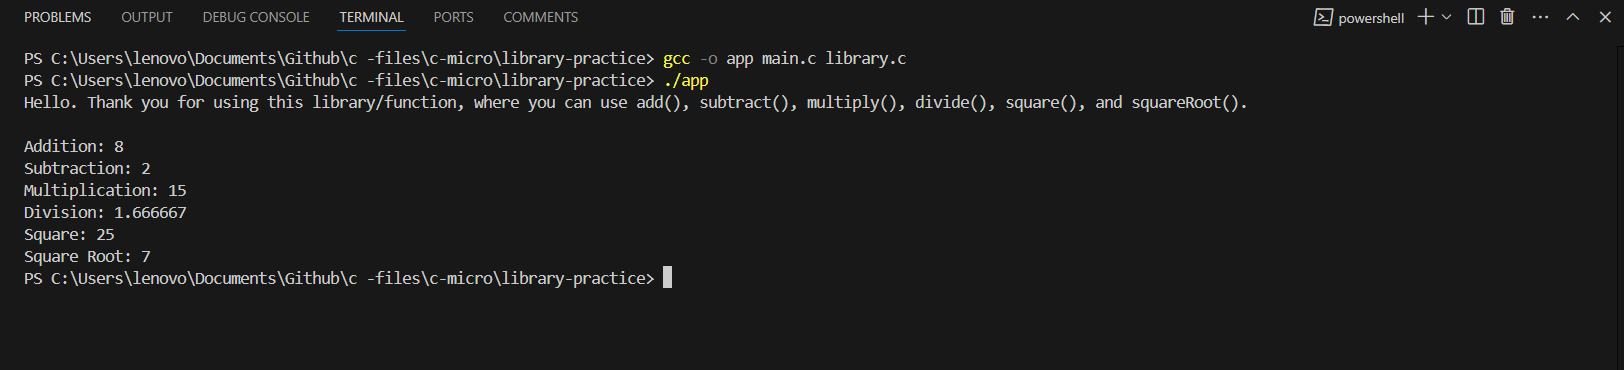 PROBLEMS OUTPUT DEBUG CONSOLE TERMINAL PORTS COMMENTS powershell
PS C:\Users\lenovo\Documents\Github\c -files\c-micro\library-practice> gcc -o app main.c library.c
PS C:\Users\lenovo\Documents\Github\c -files\c-micro\library-practice> ./app
Hello. Thank you for using this library/function, where you can use add(), subtract(), multiply(), divide(), square(), and squareRoot().
Addition: 8
Subtraction: 2
Multiplication: 15
Division: 1.666667
Square: 25
Square Root: 7
PS C:\Users\lenovo\Documents\Github\c -files\c-micro\library-practice>